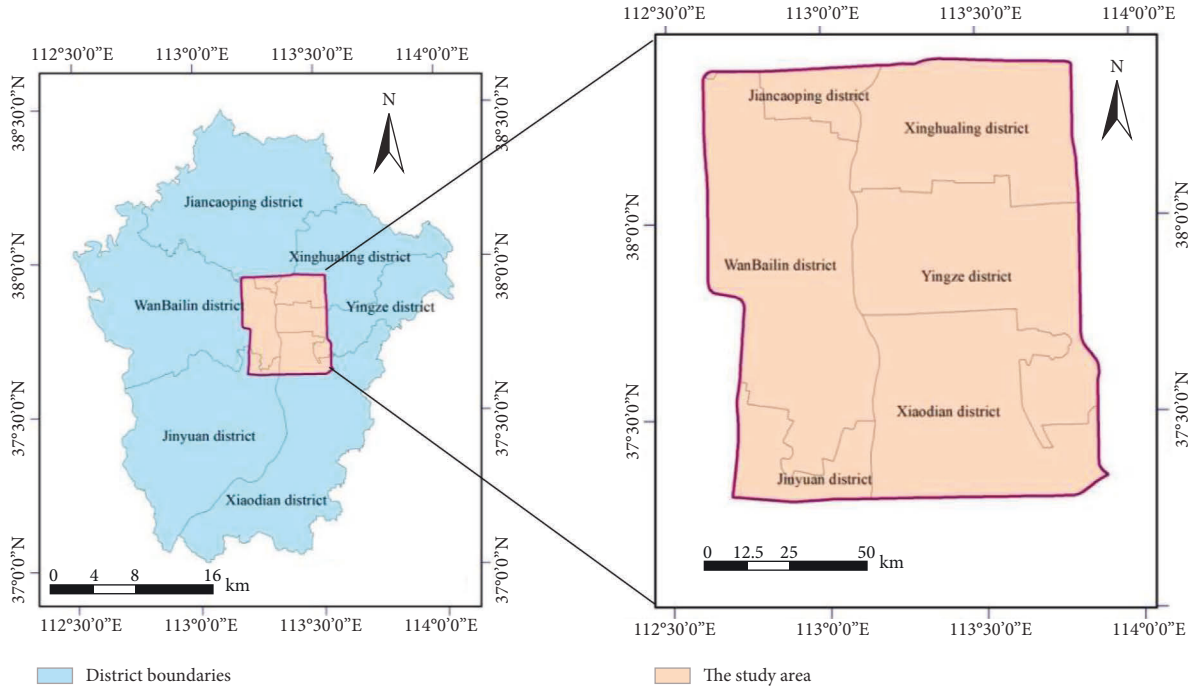 112°30’0”E 113°0’0”E 113°30’0”E 114°0’0”E
38°30’0”N
38°0’0”N
37°30’0”N
37°0’0”N
N
Jiancaoping district
Xinghualing district
WanBailin district
Yingze district
Jinyuan district
Xiaodian district
0 4 8 16
km
38°30’0”N
38°0’0”N
37°30’0”N
37°0’0”N
112°30’0”E 113°0’0”E 113°30’0”E 114°0’0”E
District boundaries
112°30’0”E 113°0’0”E 113°30’0”E 114°0’0”E
38°0’0”N
37°30’0”N
N
Jiancaoping district
Xinghualing district
WanBailin district
Yingze district
Xiaodian district
Jinyuan district
0 12.5 25 50
km
38°0’0”N
37°30’0”N
112°30’0”E 113°0’0”E 113°30’0”E 114°0’0”E
The study area